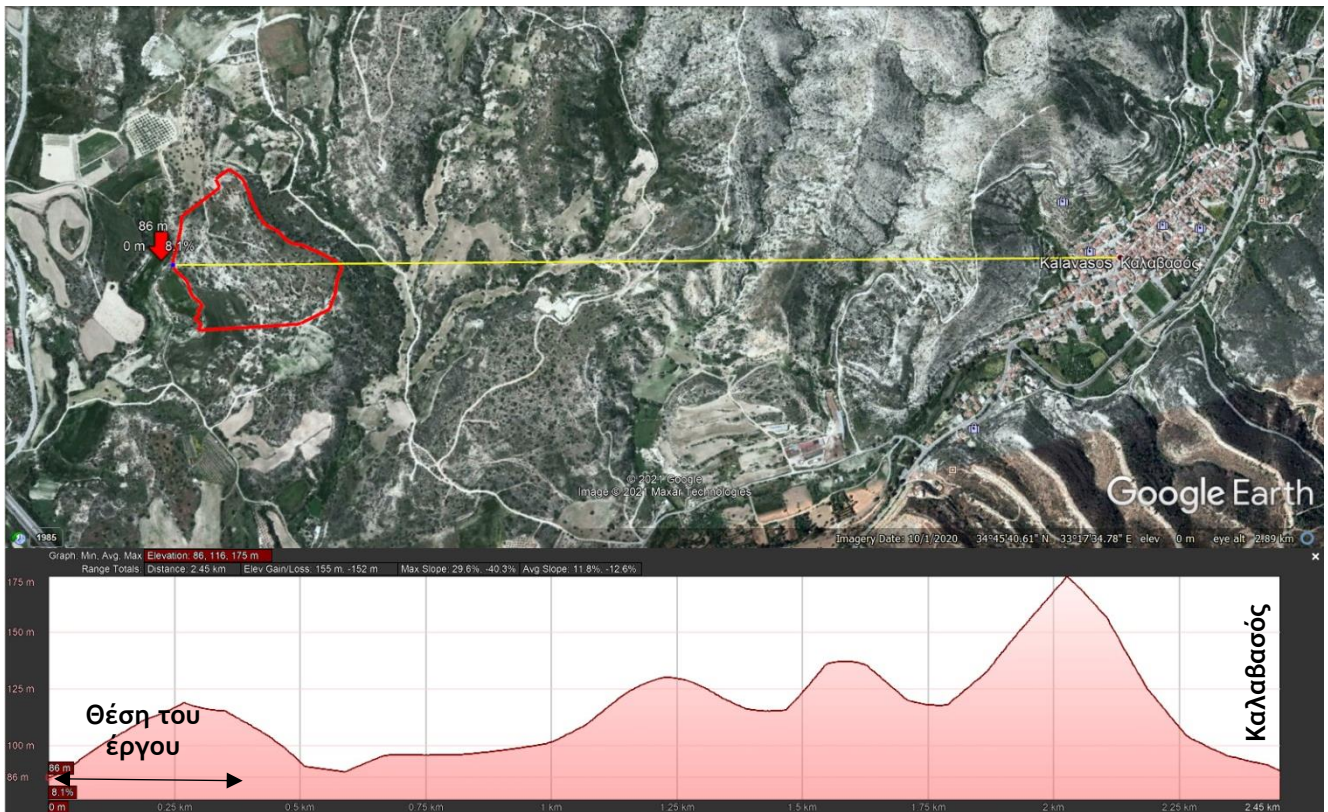 86 m
0 m 8.1%
Kalavasos Καλαβασός
© 2021 Google
Image © 2021 Maxar Technologies
Google Earth
1985
Imagery Date: 10/1/2020 34°45'40.61" N 33°17'34.78" E elev 0 m eye alt 2.89 km
Graph: Min, Avg, Max Elevation: 86, 116, 175 m
Range Totals: Distance: 2.45 km Elev Gain/Loss: 155 m, -152 m Max Slope: 29.6%, -40.3% Avg Slope: 11.8%, -12.6%
175 m
150 m
125 m
100 m
86 m
Θέση του
έργου
Καλαβασός
86 m
8.1%
0 m 0.25 km 0.5 km 0.75 km 1 km 1.25 km 1.5 km 1.75 km 2 km 2.25 km 2.45 km